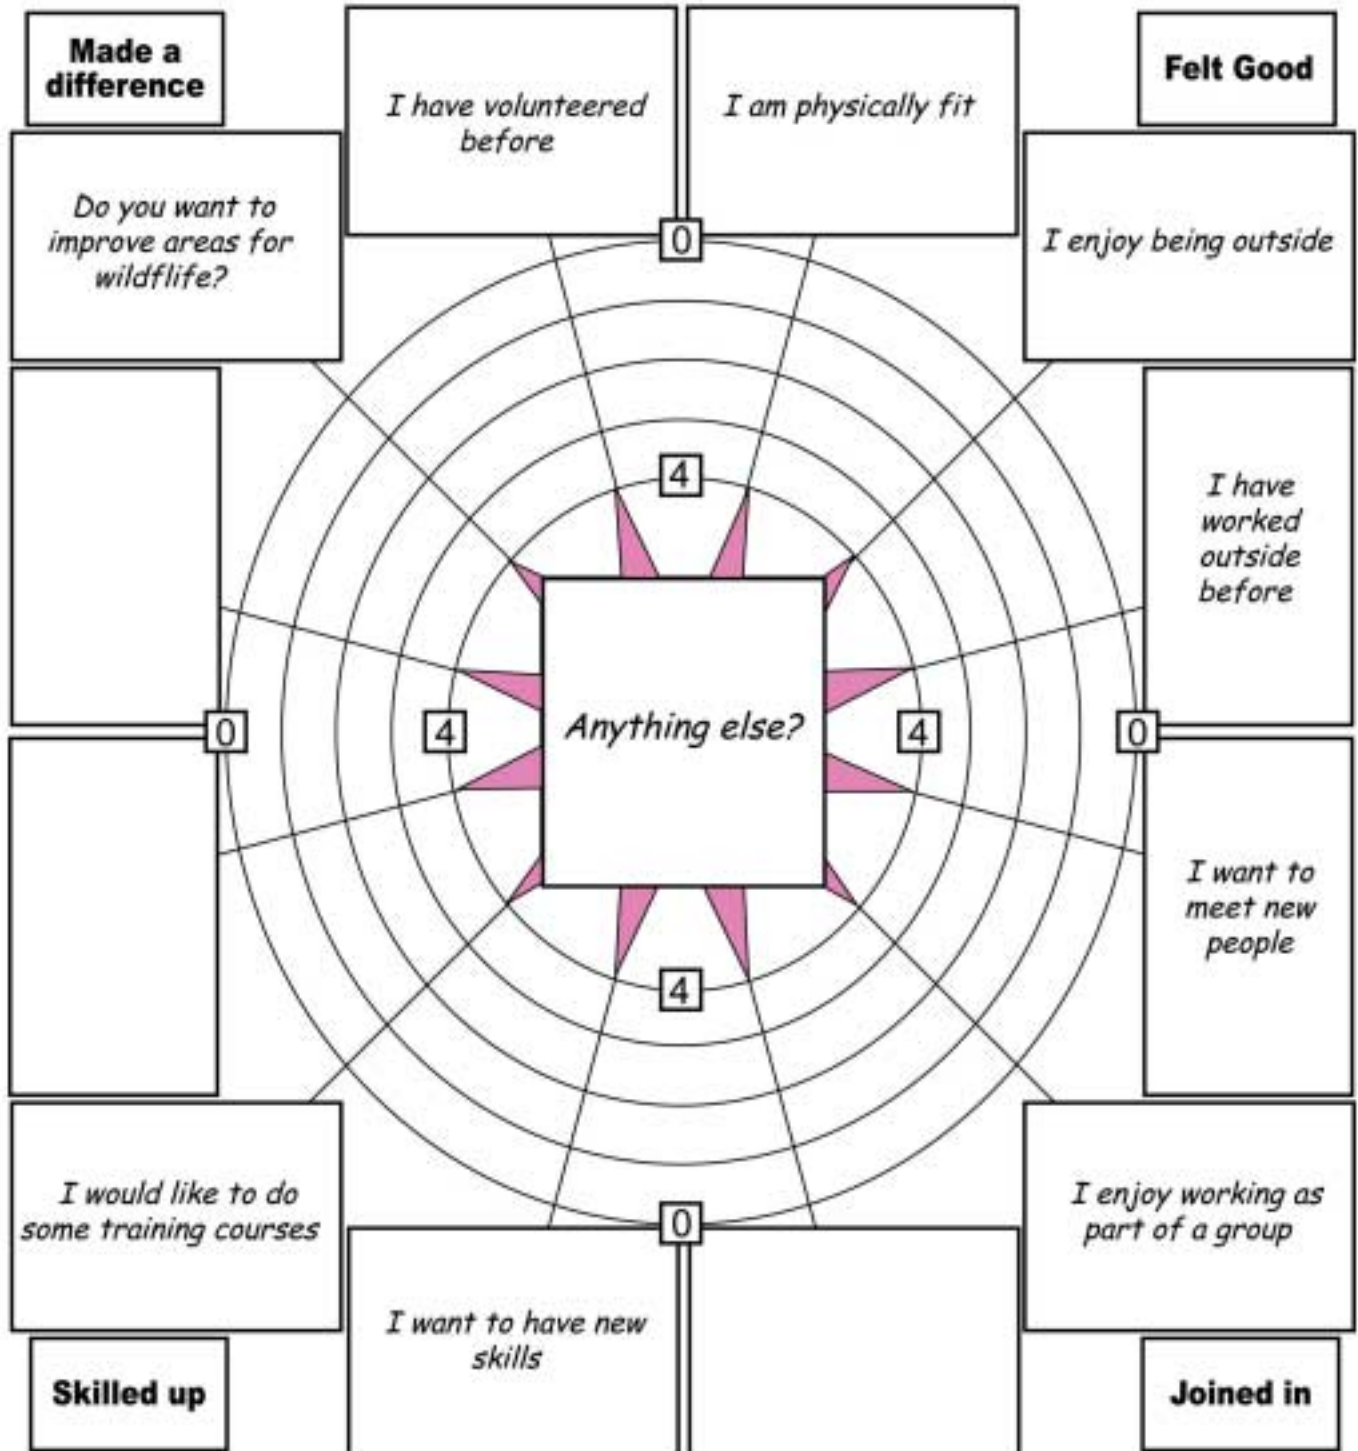 Made a
difference
I have volunteered
before
I am physically fit
Felt Good
Do you want to
improve areas for
wildflife?
I enjoy being outside
0
4
I have
worked
outside
before
0
4
Anything else?
4
0
I want to
meet new
people
4
0
I would like to do
some training courses
I want to have new
skills
I enjoy working as
part of a group
Skilled up
Joined in